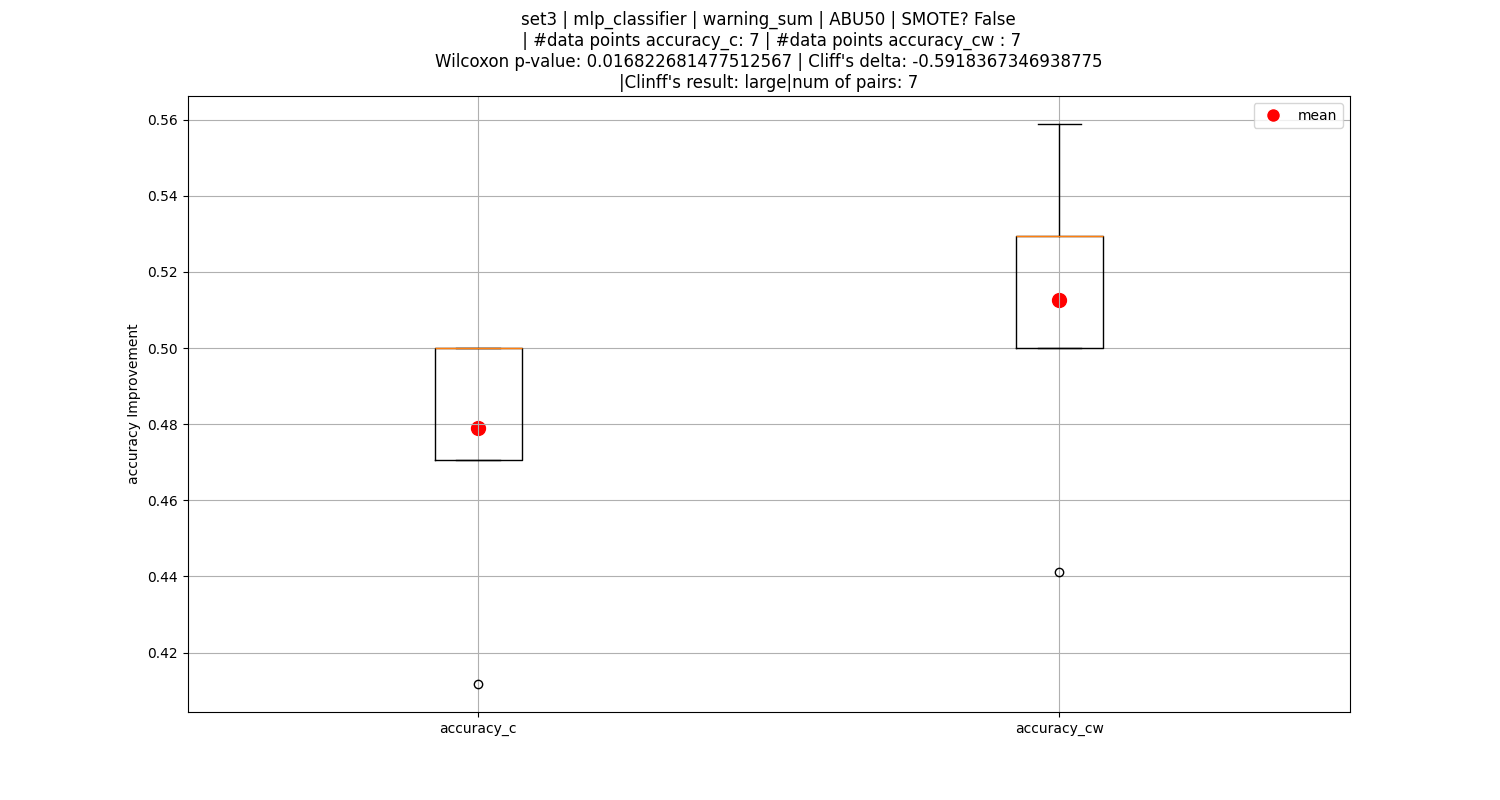 set3 | mlp_classifier | warning_sum | ABU50 | SMOTE? False
| #data points accuracy_c: 7 | #data points accuracy_cw : 7
Wilcoxon p-value: 0.016822681477512567 | Cliff's delta: -0.5918367346938775
|Clinff's result: large|num of pairs: 7
mean
accuracy Improvement
0.56
0.54
0.52
0.50
0.48
0.46
0.44
0.42
accuracy_c
accuracy_cw